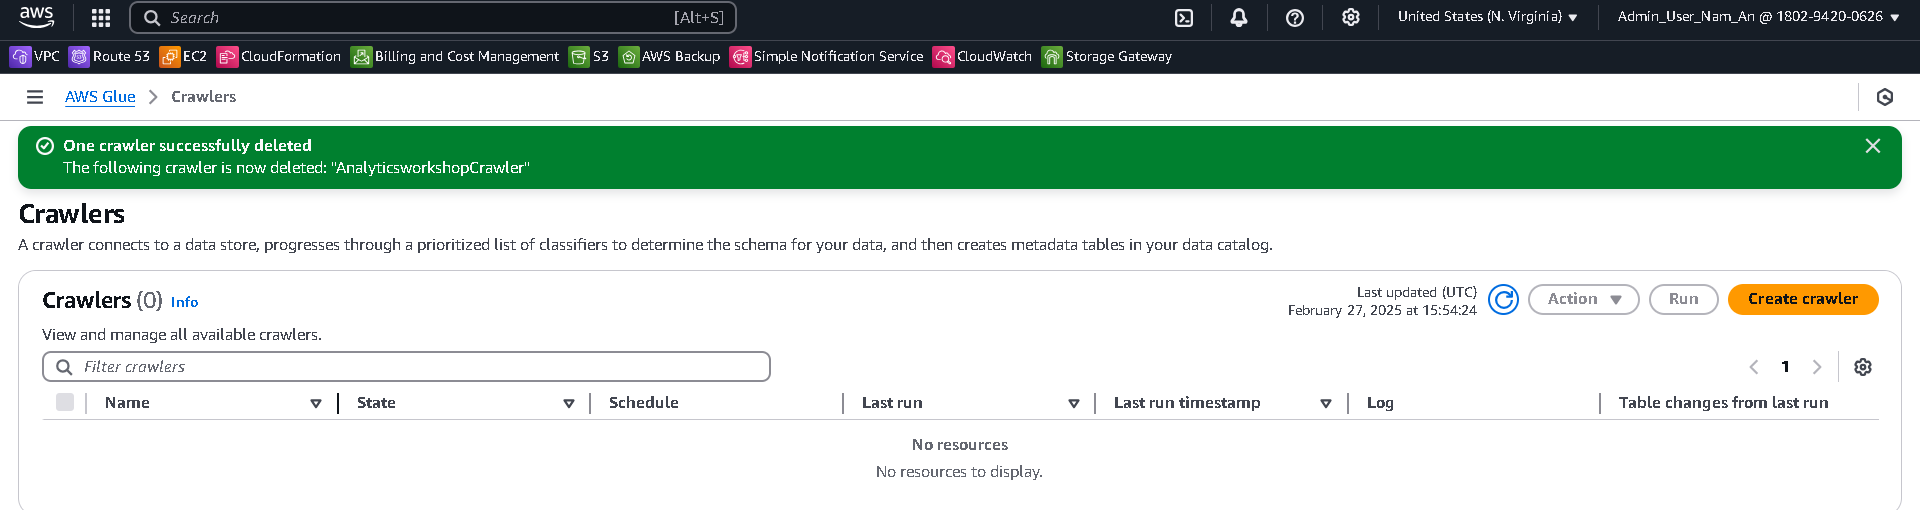 aws
Search [Alt+S]
United States (N. Virginia) Admin_User_Nam_An @ 1802-9420-0626
VPC Route 53 EC2 CloudFormation Billing and Cost Management S3 AWS Backup Simple Notification Service CloudWatch Storage Gateway
AWS Glue Crawlers
One crawler successfully deleted
The following crawler is now deleted: "AnalyticsworkshopCrawler"
Crawlers
A crawler connects to a data store, progresses through a prioritized list of classifiers to determine the schema for your data, and then creates metadata tables in your data catalog.
Crawlers (0) Info
Last updated (UTC)
February 27, 2025 at 15:54:24
Action Run Create crawler
View and manage all available crawlers.
Filter crawlers
1
Name State Schedule Last run Last run timestamp Log Table changes from last run
No resources
No resources to display.